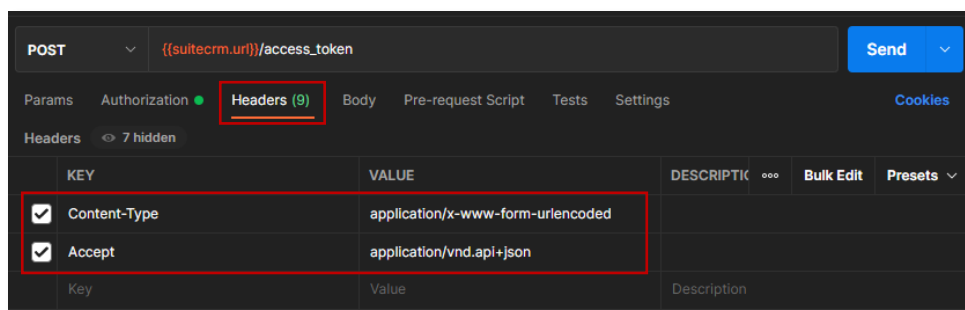 POST {{suitecrm.url}}/access_token Send
Params Authorization Headers (9) Body Pre-request Script Tests Settings Cookies
Headers 7 hidden
KEY VALUE DESCRIPTIO ooo Bulk Edit Presets
Content-Type application/x-www-form-urlencoded
Accept application/vnd.api+json
Key Value Description